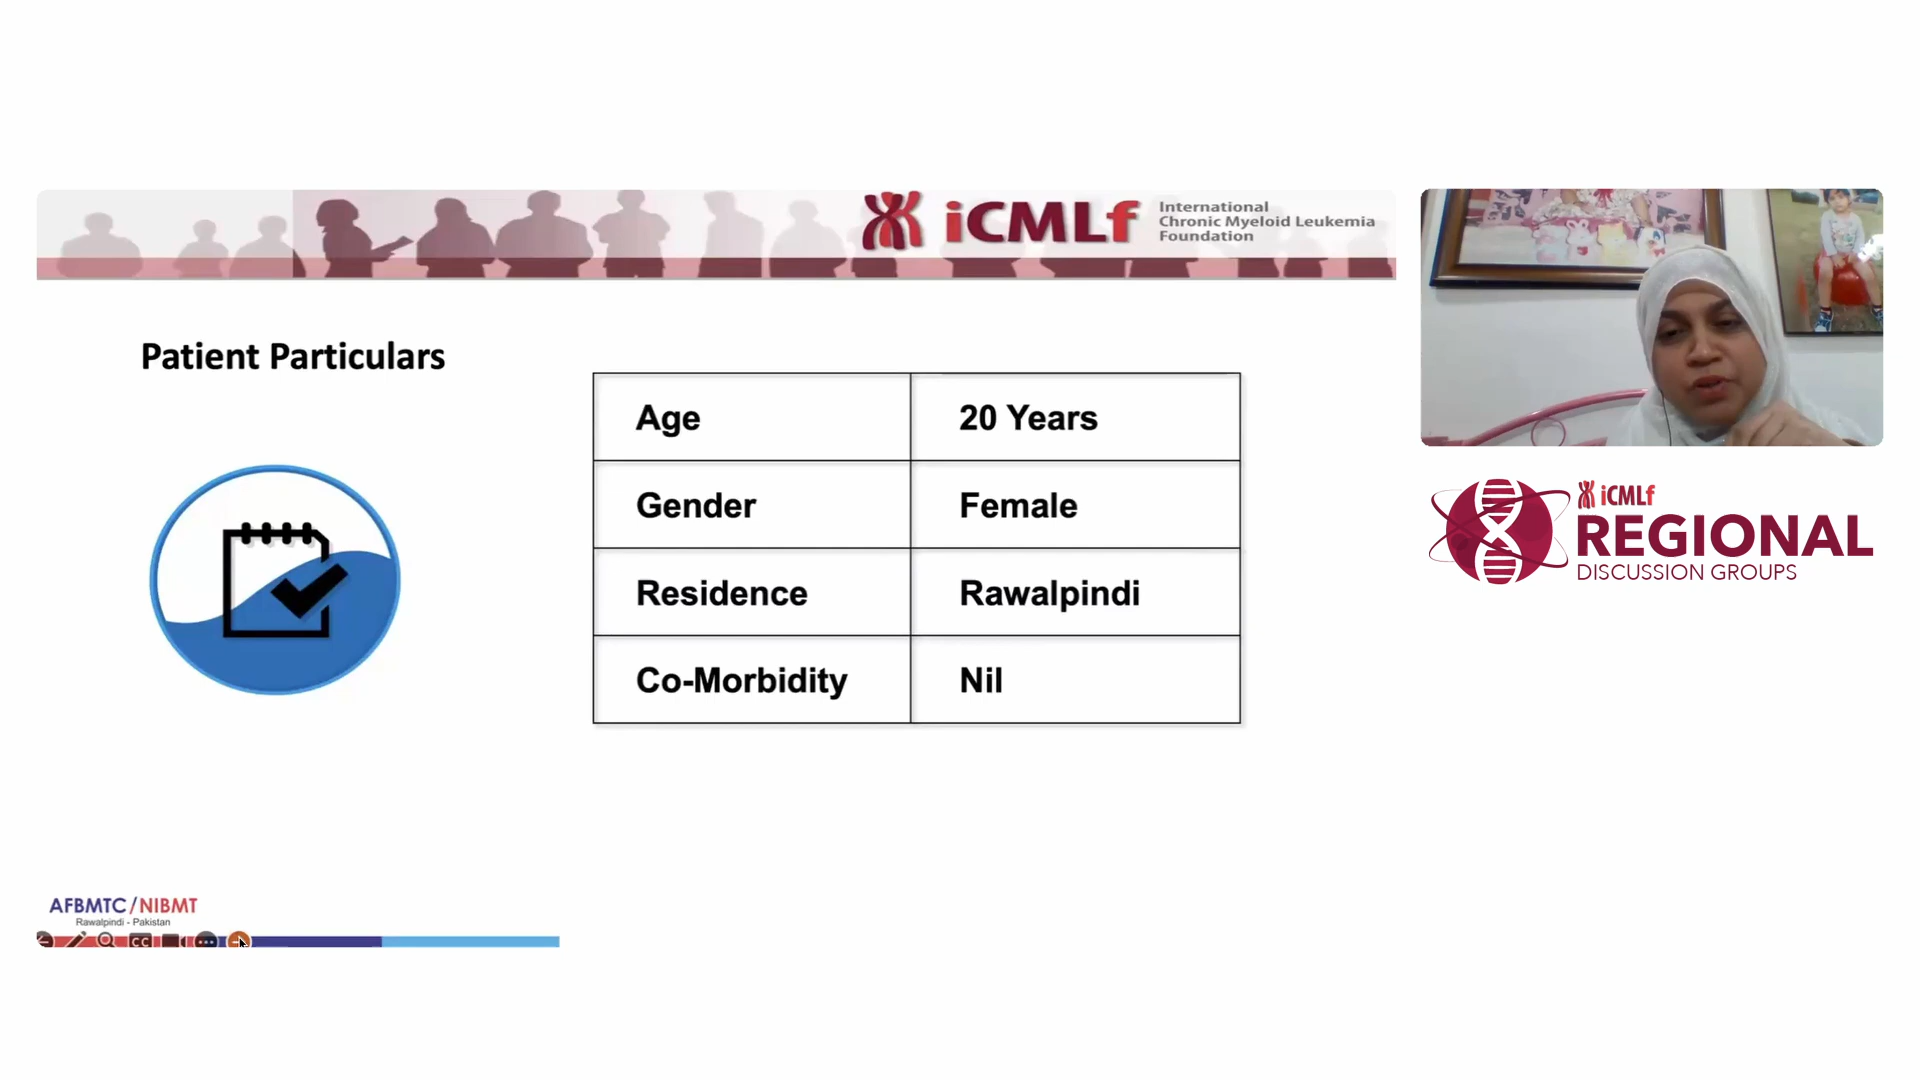 iCMLf
International
Chronic Myeloid Leukemia
Foundation
Patient Particulars
Age 20 Years
Gender Female
Residence Rawalpindi
Co-Morbidity Nil
iCMLf
REGIONAL
DISCUSSION GROUPS
AFBMTC/NIBMT
Rawalpindi - Pakistan
CC